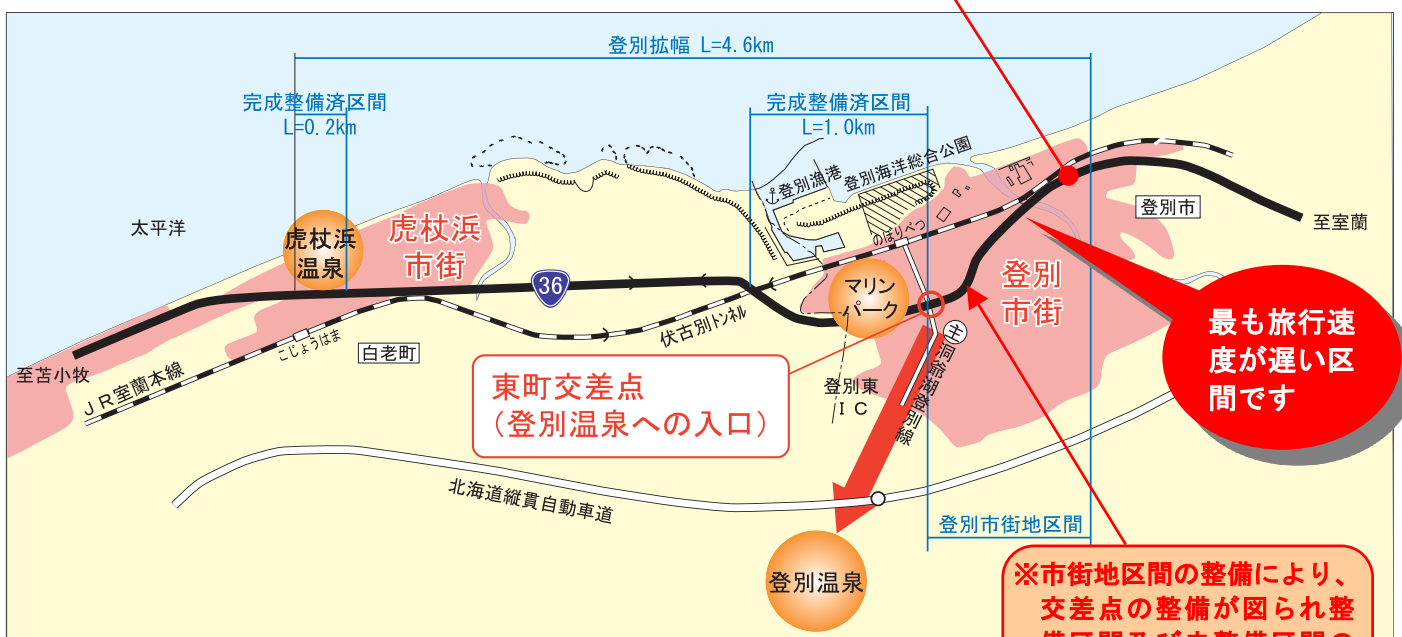 登別拡幅 L=4.6km
完成整備済区間
L=0.2km
完成整備済区間
L=1.0km
登別漁港
登別海洋総合公園
太平洋
虎杖浜
温泉
虎杖浜
市街
36
のぼりべつ
登別市
至室蘭
登別
市街
マリン
パーク
伏古別トンネル
最も旅行速
度が遅い区
間です
至苫小牧
JR室蘭本線
こじょうはま
白老町
東町交差点
(登別温泉への入口)
登別東
IC
主
洞爺湖登別線
北海道縦貫自動車道
登別市街地区間
登別温泉
※市街地区間の整備により、
交差点の整備が図られ整